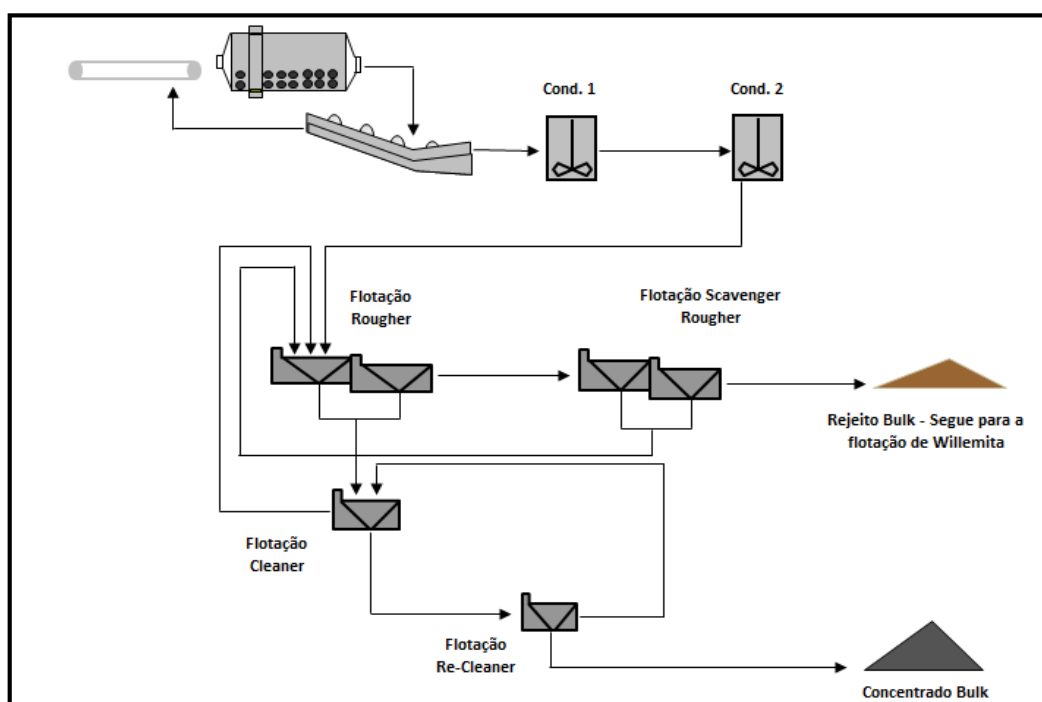 Cond. 1
Cond. 2
Flotação
Rougher
Flotação Scavenger
Rougher
Rejeito Bulk - Segue para a
flotação de Willemita
Flotação
Cleaner
Flotação
Re-Cleaner
Concentrado Bulk